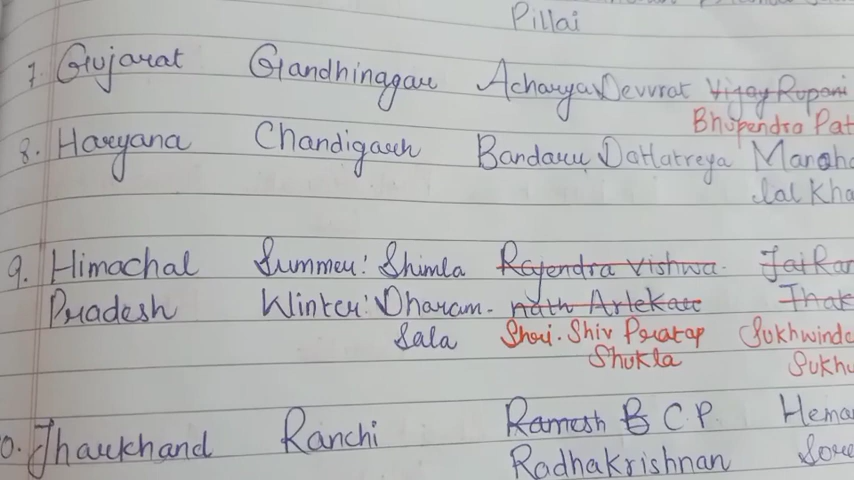 Pillai
7. Gujarat Gandhinagar Acharya Devvrat Vijay Rupani
Bhupendra Pat
8. Haryana Chandigarh Bandaru Dattatreya Manoha
lal Kha
9. Himachal Summer: Shimla Rajendra Vishwa- Jai Ram
Pradesh Winter: Dharam- nath Arlekar Thak
Sala Shri. Shiv Pratap Sukhwinde
Shukla Sukhu
0. Jharkhand Ranchi Ramesh B C.P. Heman
Radhakrishnan Sore